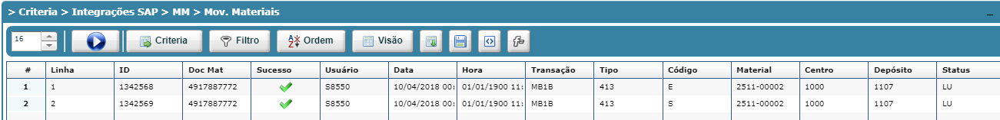 > Criteria > Integrações SAP > MM > Mov. Materiais
16 Criteria Filtro Ordem Visão
# Linha ID Doc Mat Sucesso Usuário Data Hora Transação Tipo Código Material Centro Depósito Status
1 1 1342568 4917887772 S8550 10/04/2018 00: 01/01/1900 11: MB1B 413 E 2511-00002 1000 1107 LU
2 2 1342569 4917887772 S8550 10/04/2018 00: 01/01/1900 11: MB1B 413 S 2511-00002 1000 1107 LU